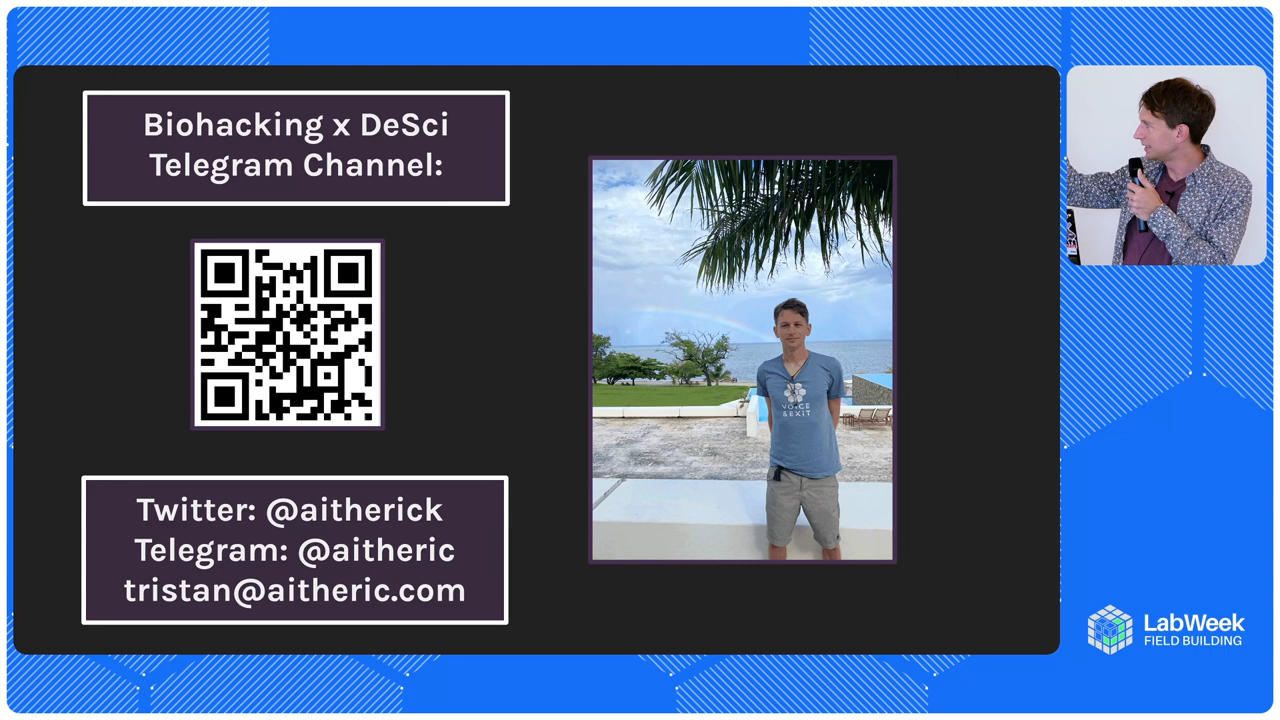 Biohacking x DeSci
Telegram Channel:
Twitter: @aitherick
Telegram: @aitheric
tristan@aitheric.com
VOICE
& EXIT
LabWeek
FIELD BUILDING